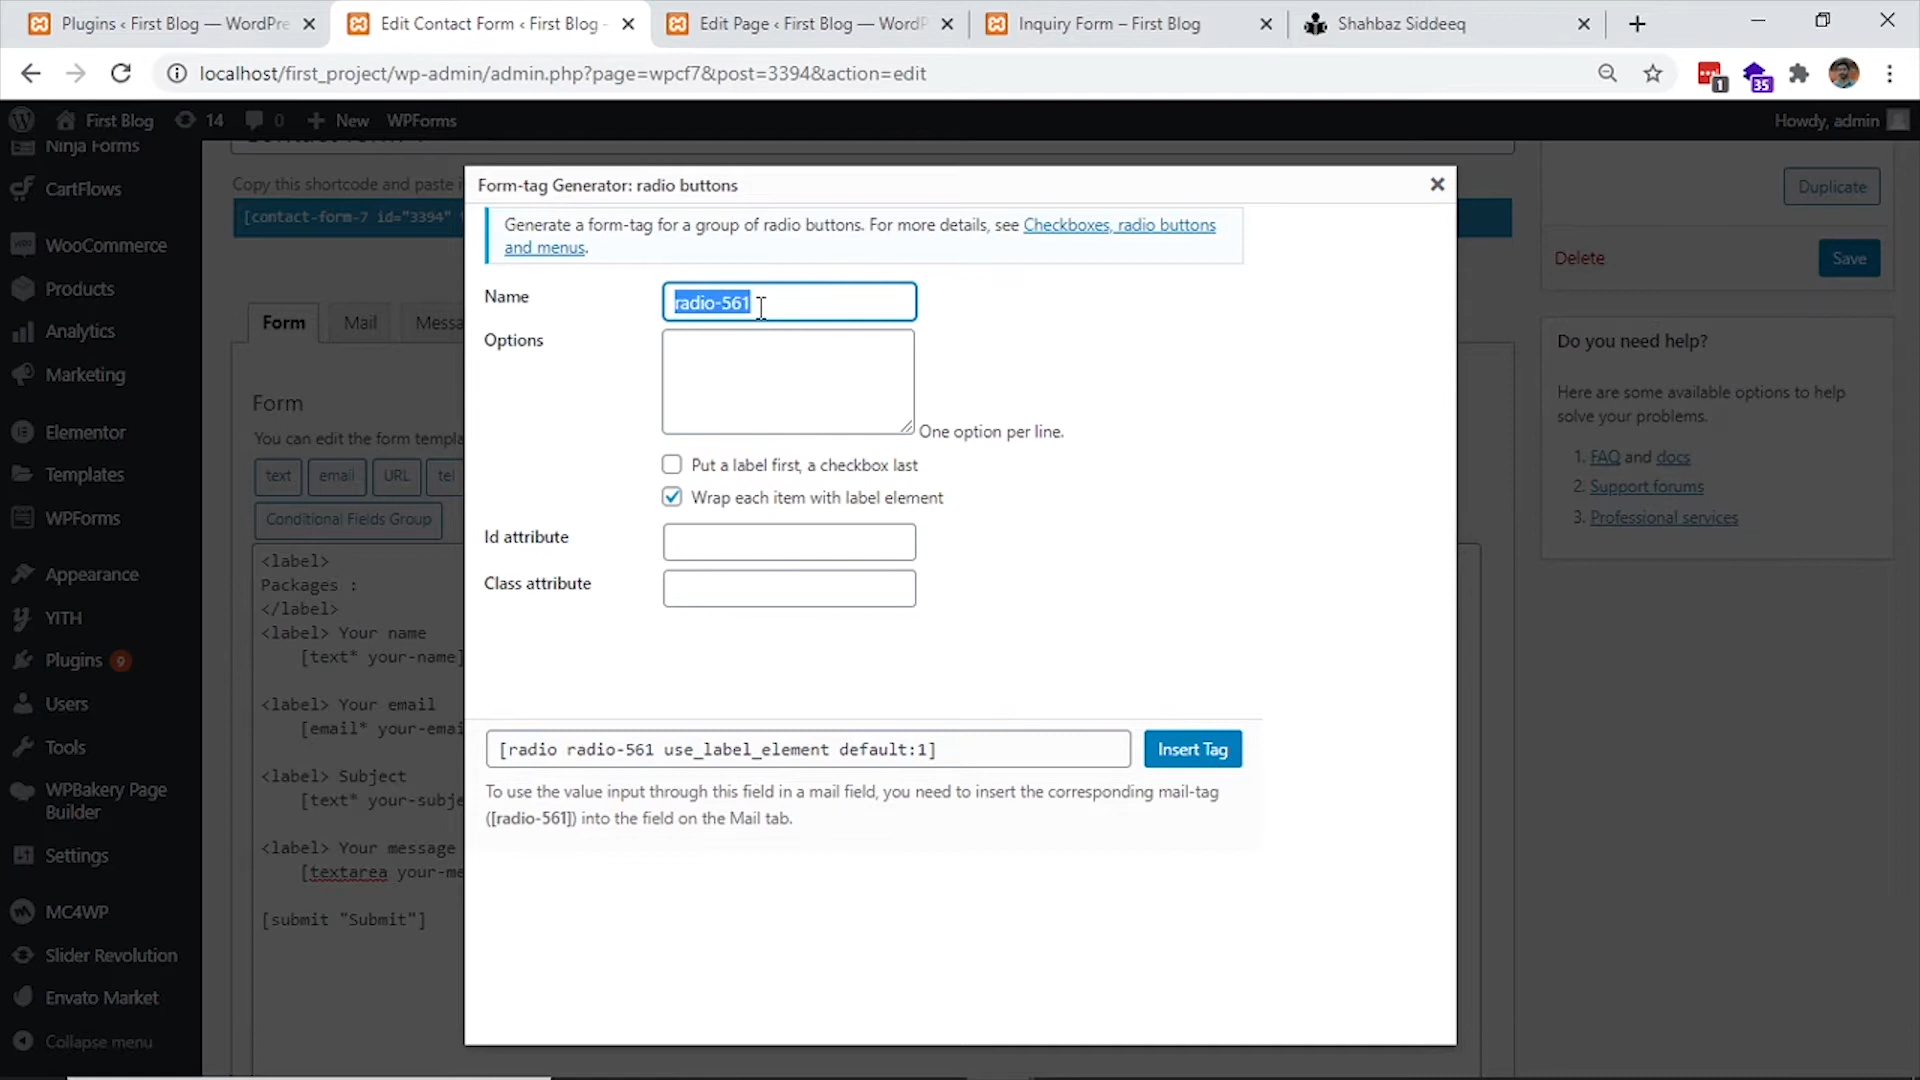 Plugins ‹ First Blog — WordPre
Edit Contact Form ‹ First Blog -
Edit Page ‹ First Blog — WordP
Inquiry Form – First Blog
Shahbaz Siddeeq
localhost/first_project/wp-admin/admin.php?page=wpcf7&post=3394&action=edit
1
35
First Blog
14
0
New
WPForms
Howdy, admin
Ninja Forms
CartFlows
WooCommerce
Products
Analytics
Marketing
Elementor
Templates
WPForms
Appearance
YITH
Plugins 9
Users
Tools
WPBakery Page
Builder
Settings
MC4WP
Slider Revolution
Envato Market
Collapse menu
Copy this shortcode and paste i
[contact-form-7 id="3394"
Form
Mail
Messa
Form
You can edit the form templa
text
email
URL
tel
Conditional Fields Group
<label>
Packages :
</label>
<label> Your name
[text* your-name]
<label> Your email
[email* your-emai
<label> Subject
[text* your-subje
<label> Your message
[textarea your-me
[submit "Submit"]
Form-tag Generator: radio buttons
Generate a form-tag for a group of radio buttons. For more details, see Checkboxes, radio buttons
and menus.
Name
radio-561
Options
One option per line.
Put a label first, a checkbox last
Wrap each item with label element
Id attribute
Class attribute
[radio radio-561 use_label_element default:1]
Insert Tag
To use the value input through this field in a mail field, you need to insert the corresponding mail-tag
([radio-561]) into the field on the Mail tab.
Duplicate
Delete
Save
Do you need help?
Here are some available options to help
solve your problems.
1. FAQ and docs
2. Support forums
3. Professional services